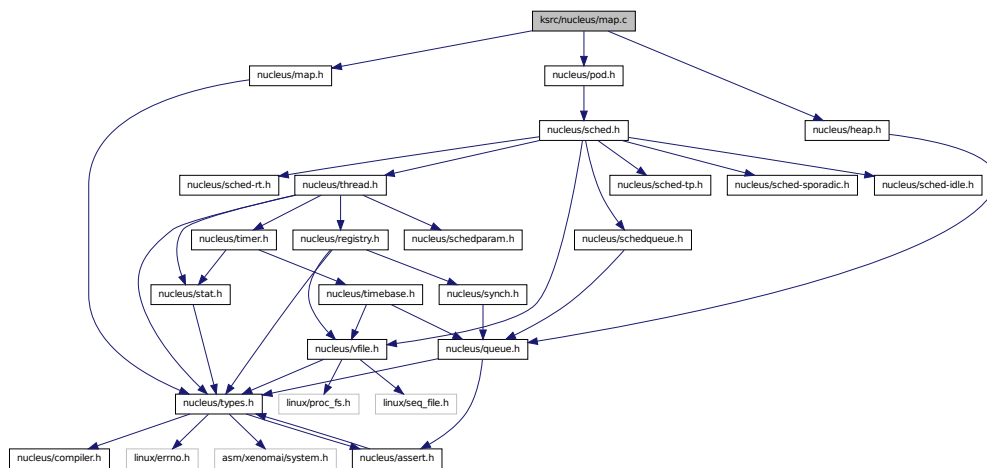 ksrc/nucleus/map.c
nucleus/map.h
nucleus/pod.h
nucleus/sched.h
nucleus/heap.h
nucleus/sched-rt.h
nucleus/thread.h
nucleus/sched-tp.h
nucleus/sched-sporadic.h
nucleus/sched-idle.h
nucleus/timer.h
nucleus/registry.h
nucleus/schedparam.h
nucleus/schedqueue.h
nucleus/stat.h
nucleus/timebase.h
nucleus/synch.h
nucleus/vfile.h
nucleus/queue.h
nucleus/types.h
linux/proc_fs.h
linux/seq_file.h
nucleus/compiler.h
linux/errno.h
asm/xenomai/system.h
nucleus/assert.h